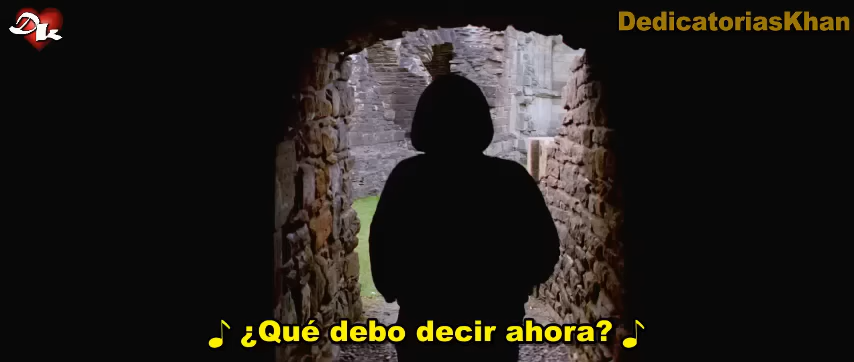 Dk
DedicatoriasKhan
♪ ¿Qué debo decir ahora? ♪